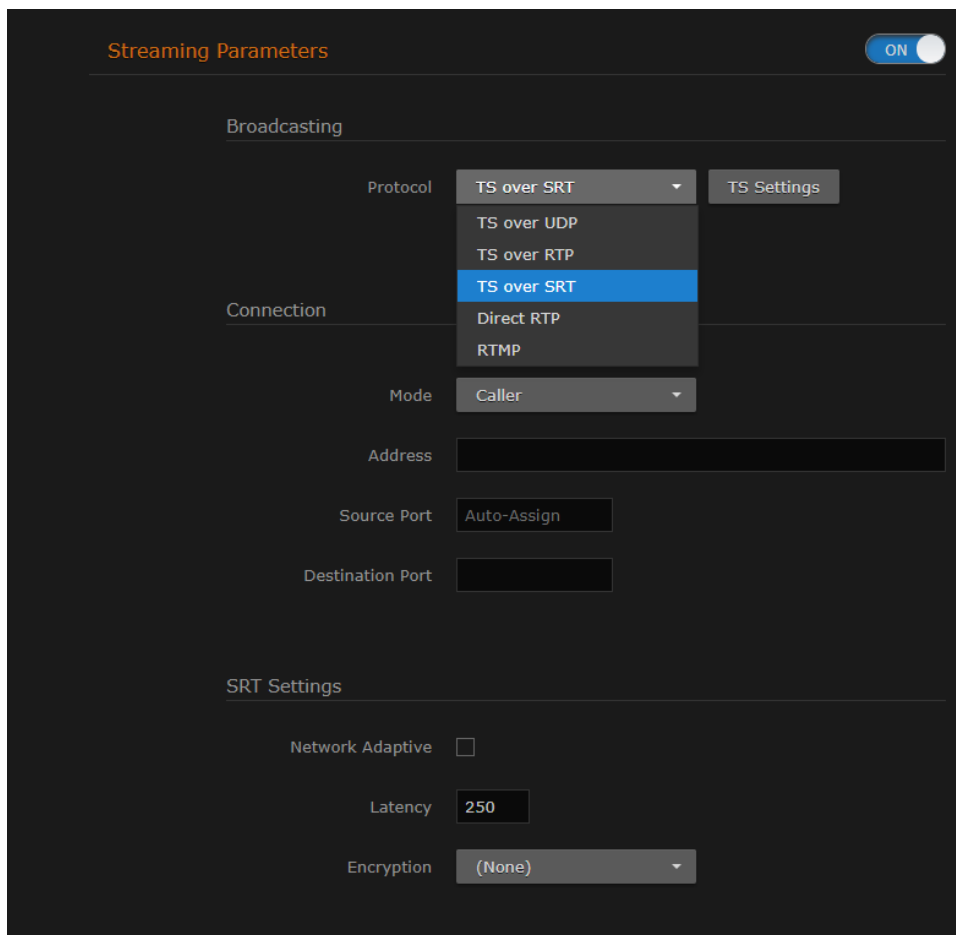 Streaming Parameters ON
Broadcasting
Protocol TS over SRT TS Settings
TS over UDP
TS over RTP
TS over SRT
Connection
Direct RTP
RTMP
Mode Caller
Address
Source Port Auto-Assign
Destination Port
SRT Settings
Network Adaptive
Latency 250
Encryption (None)